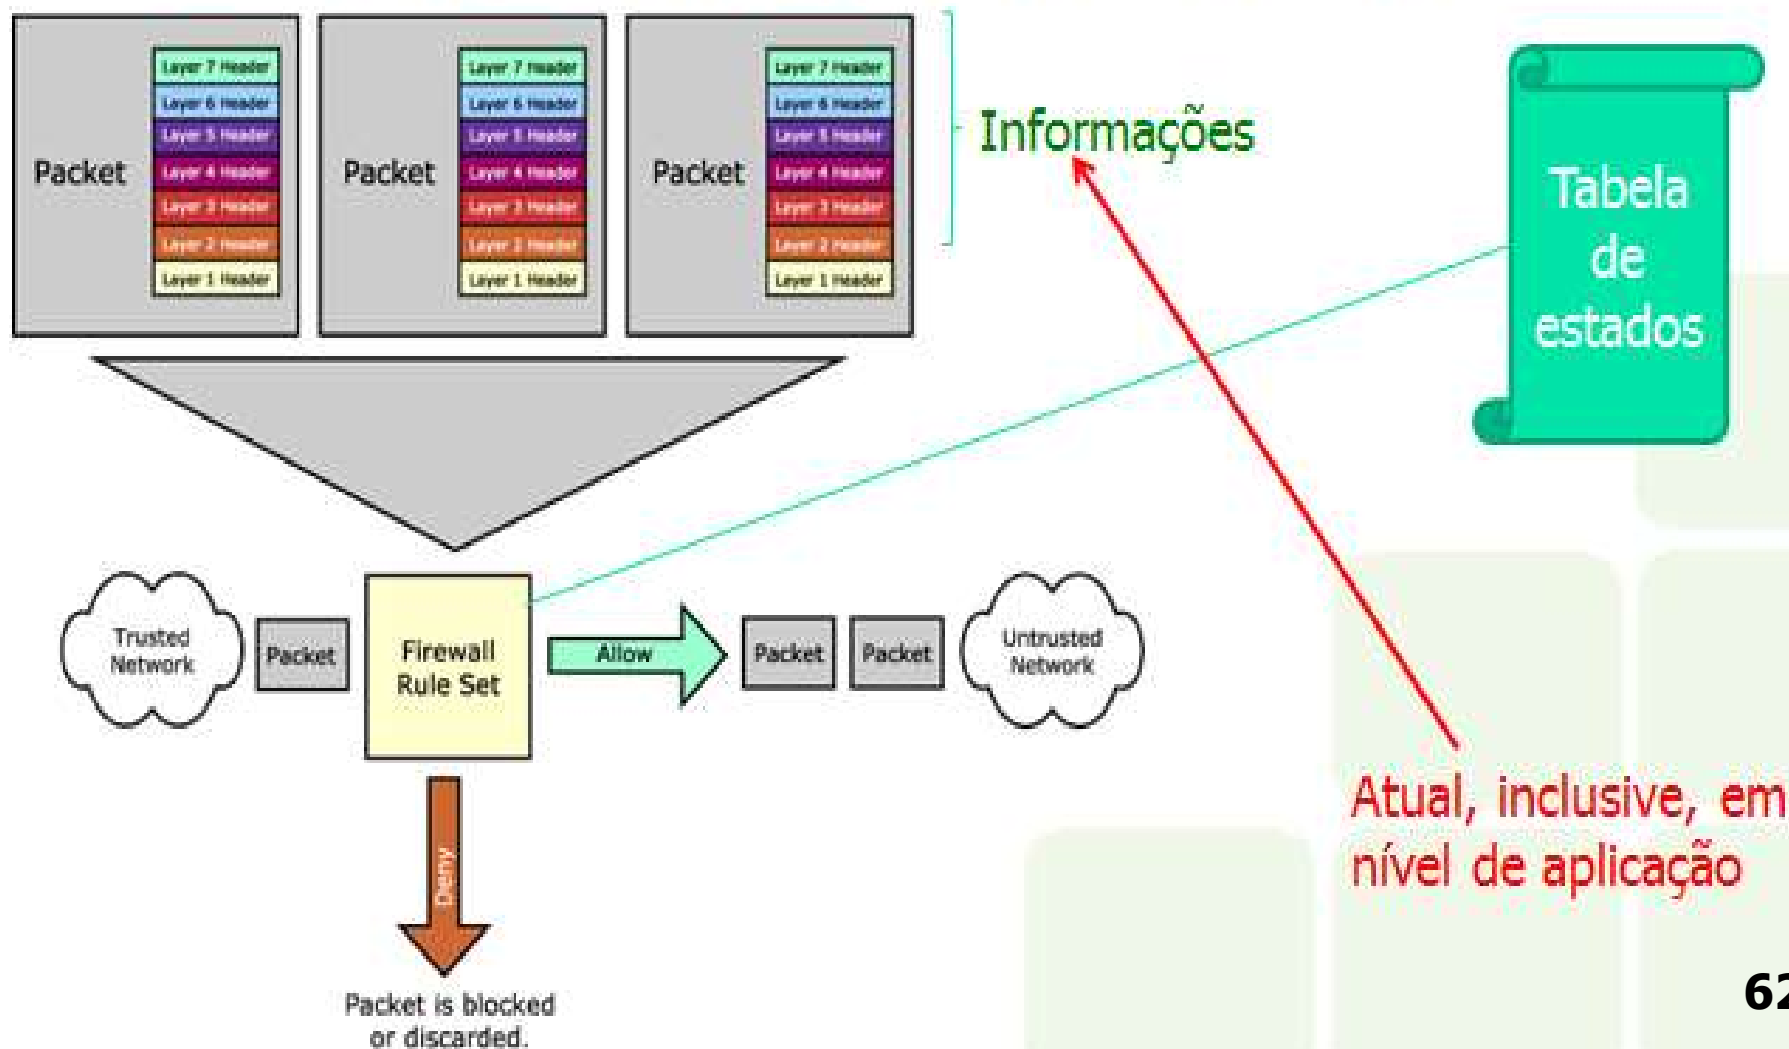 Packet
Layer 7 Header
Layer 6 Header
Layer 5 Header
Layer 4 Header
Layer 3 Header
Layer 2 Header
Layer 1 Header
Packet
Layer 7 Header
Layer 6 Header
Layer 5 Header
Layer 4 Header
Layer 3 Header
Layer 2 Header
Layer 1 Header
Packet
Layer 7 Header
Layer 6 Header
Layer 5 Header
Layer 4 Header
Layer 3 Header
Layer 2 Header
Layer 1 Header
Informações
Tabela
de
estados
Trusted
Network
Packet
Firewall
Rule Set
Allow
Packet
Packet
Untrusted
Network
Deny
Packet is blocked
or discarded.
Atual, inclusive, em
nível de aplicação
62